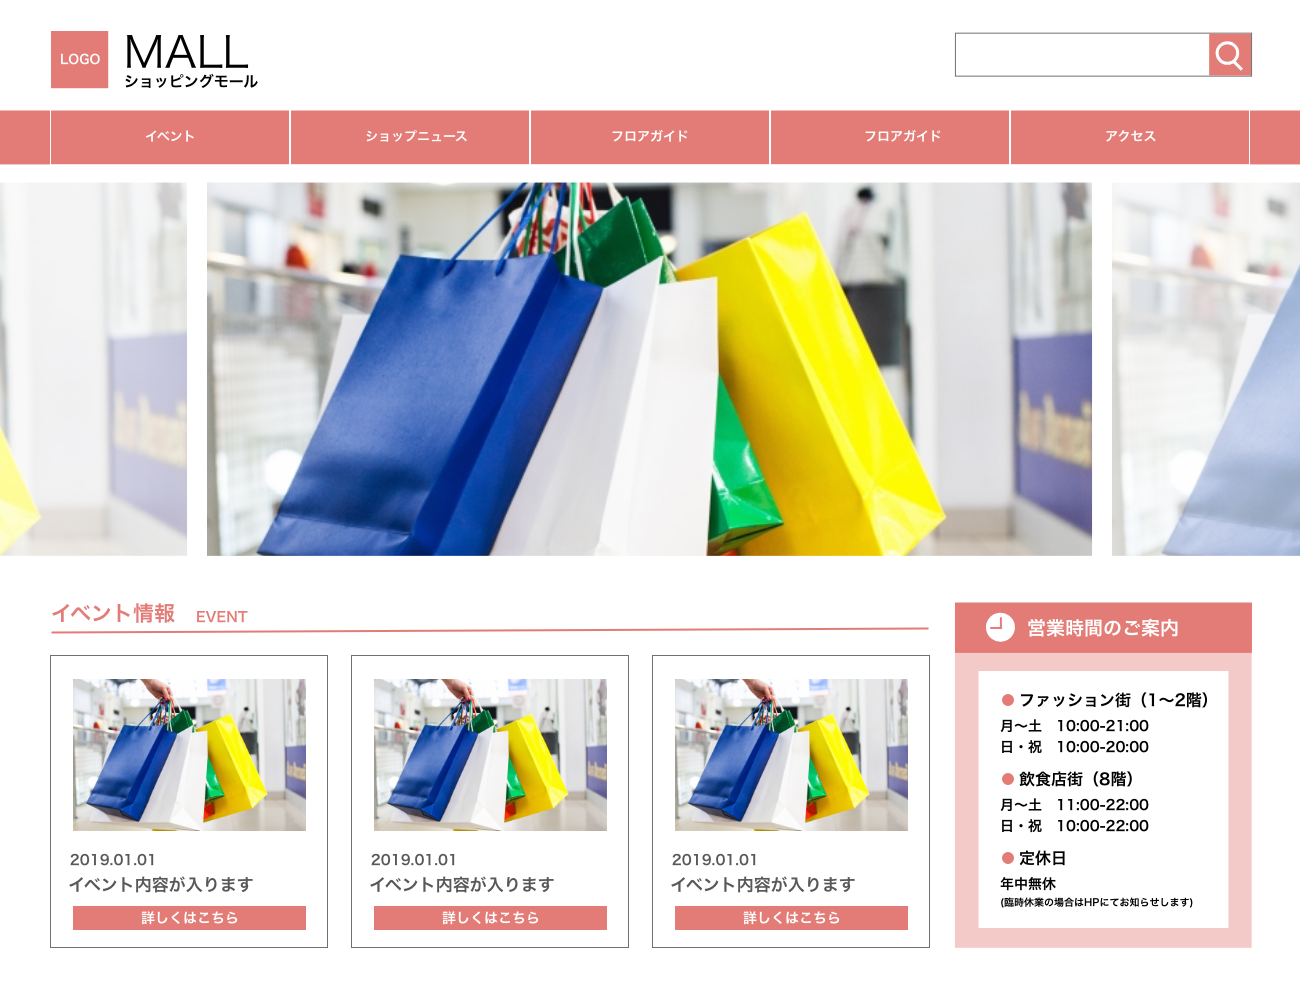 LOGO
MALL
ショッピングモール
イベント
ショップニュース
フロアガイド
フロアガイド
アクセス
イベント情報 EVENT
2019.01.01
イベント内容が入ります
詳しくはこちら
2019.01.01
イベント内容が入ります
詳しくはこちら
2019.01.01
イベント内容が入ります
詳しくはこちら
営業時間のご案内
ファッション街（1〜2階）
月〜土 10:00-21:00
日・祝 10:00-20:00
飲食店街（8階）
月〜土 11:00-22:00
日・祝 10:00-22:00
定休日
年中無休
(臨時休業の場合はHPにてお知らせします)